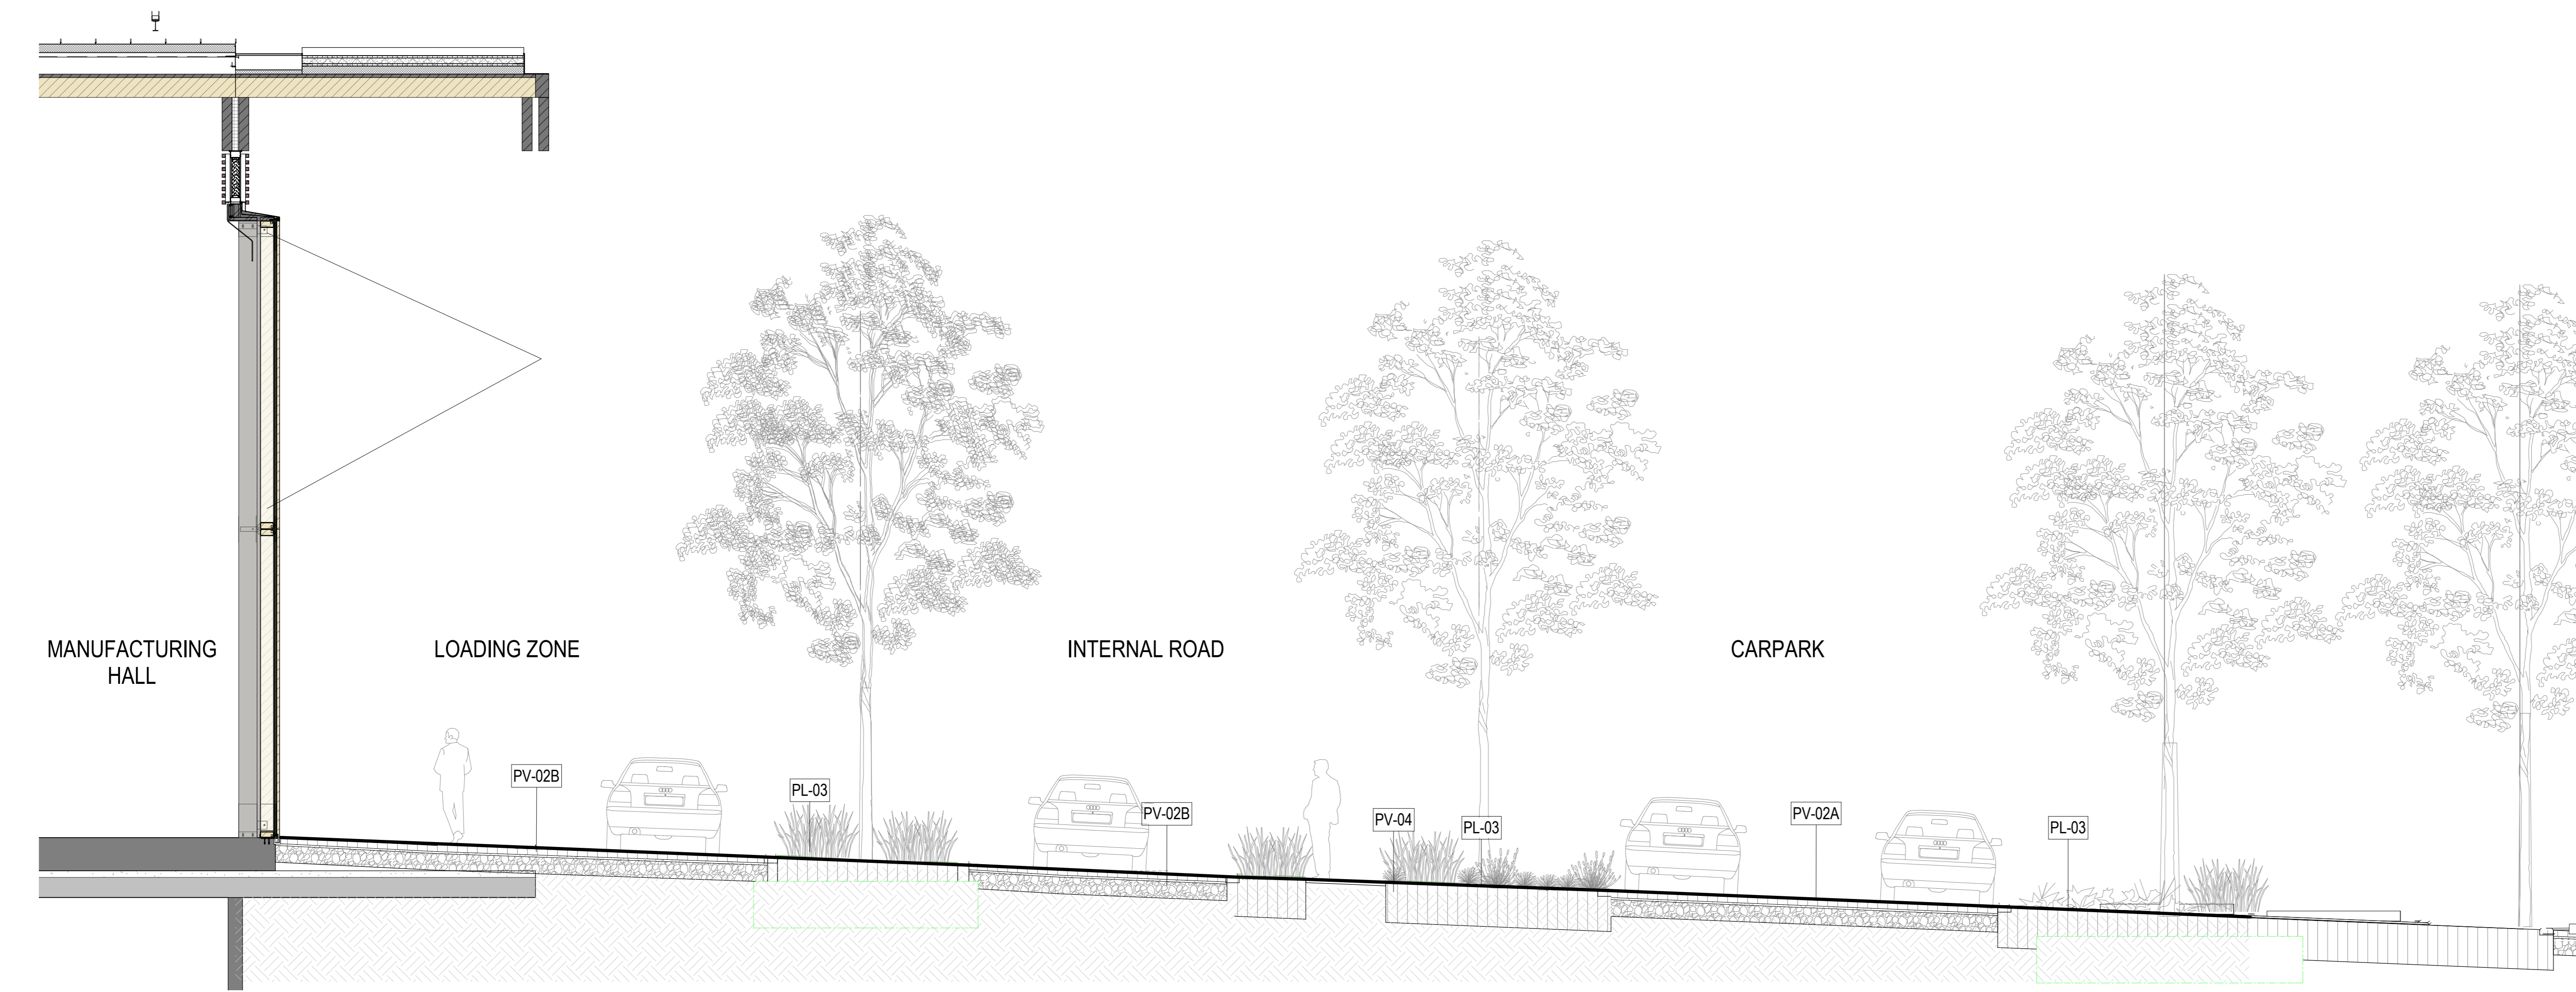 MANUFACTURING
HALL
LOADING ZONE
INTERNAL ROAD
CARPARK
PV-02B
PL-03
PV-02B
PV-04
PL-03
PV-02A
PL-03